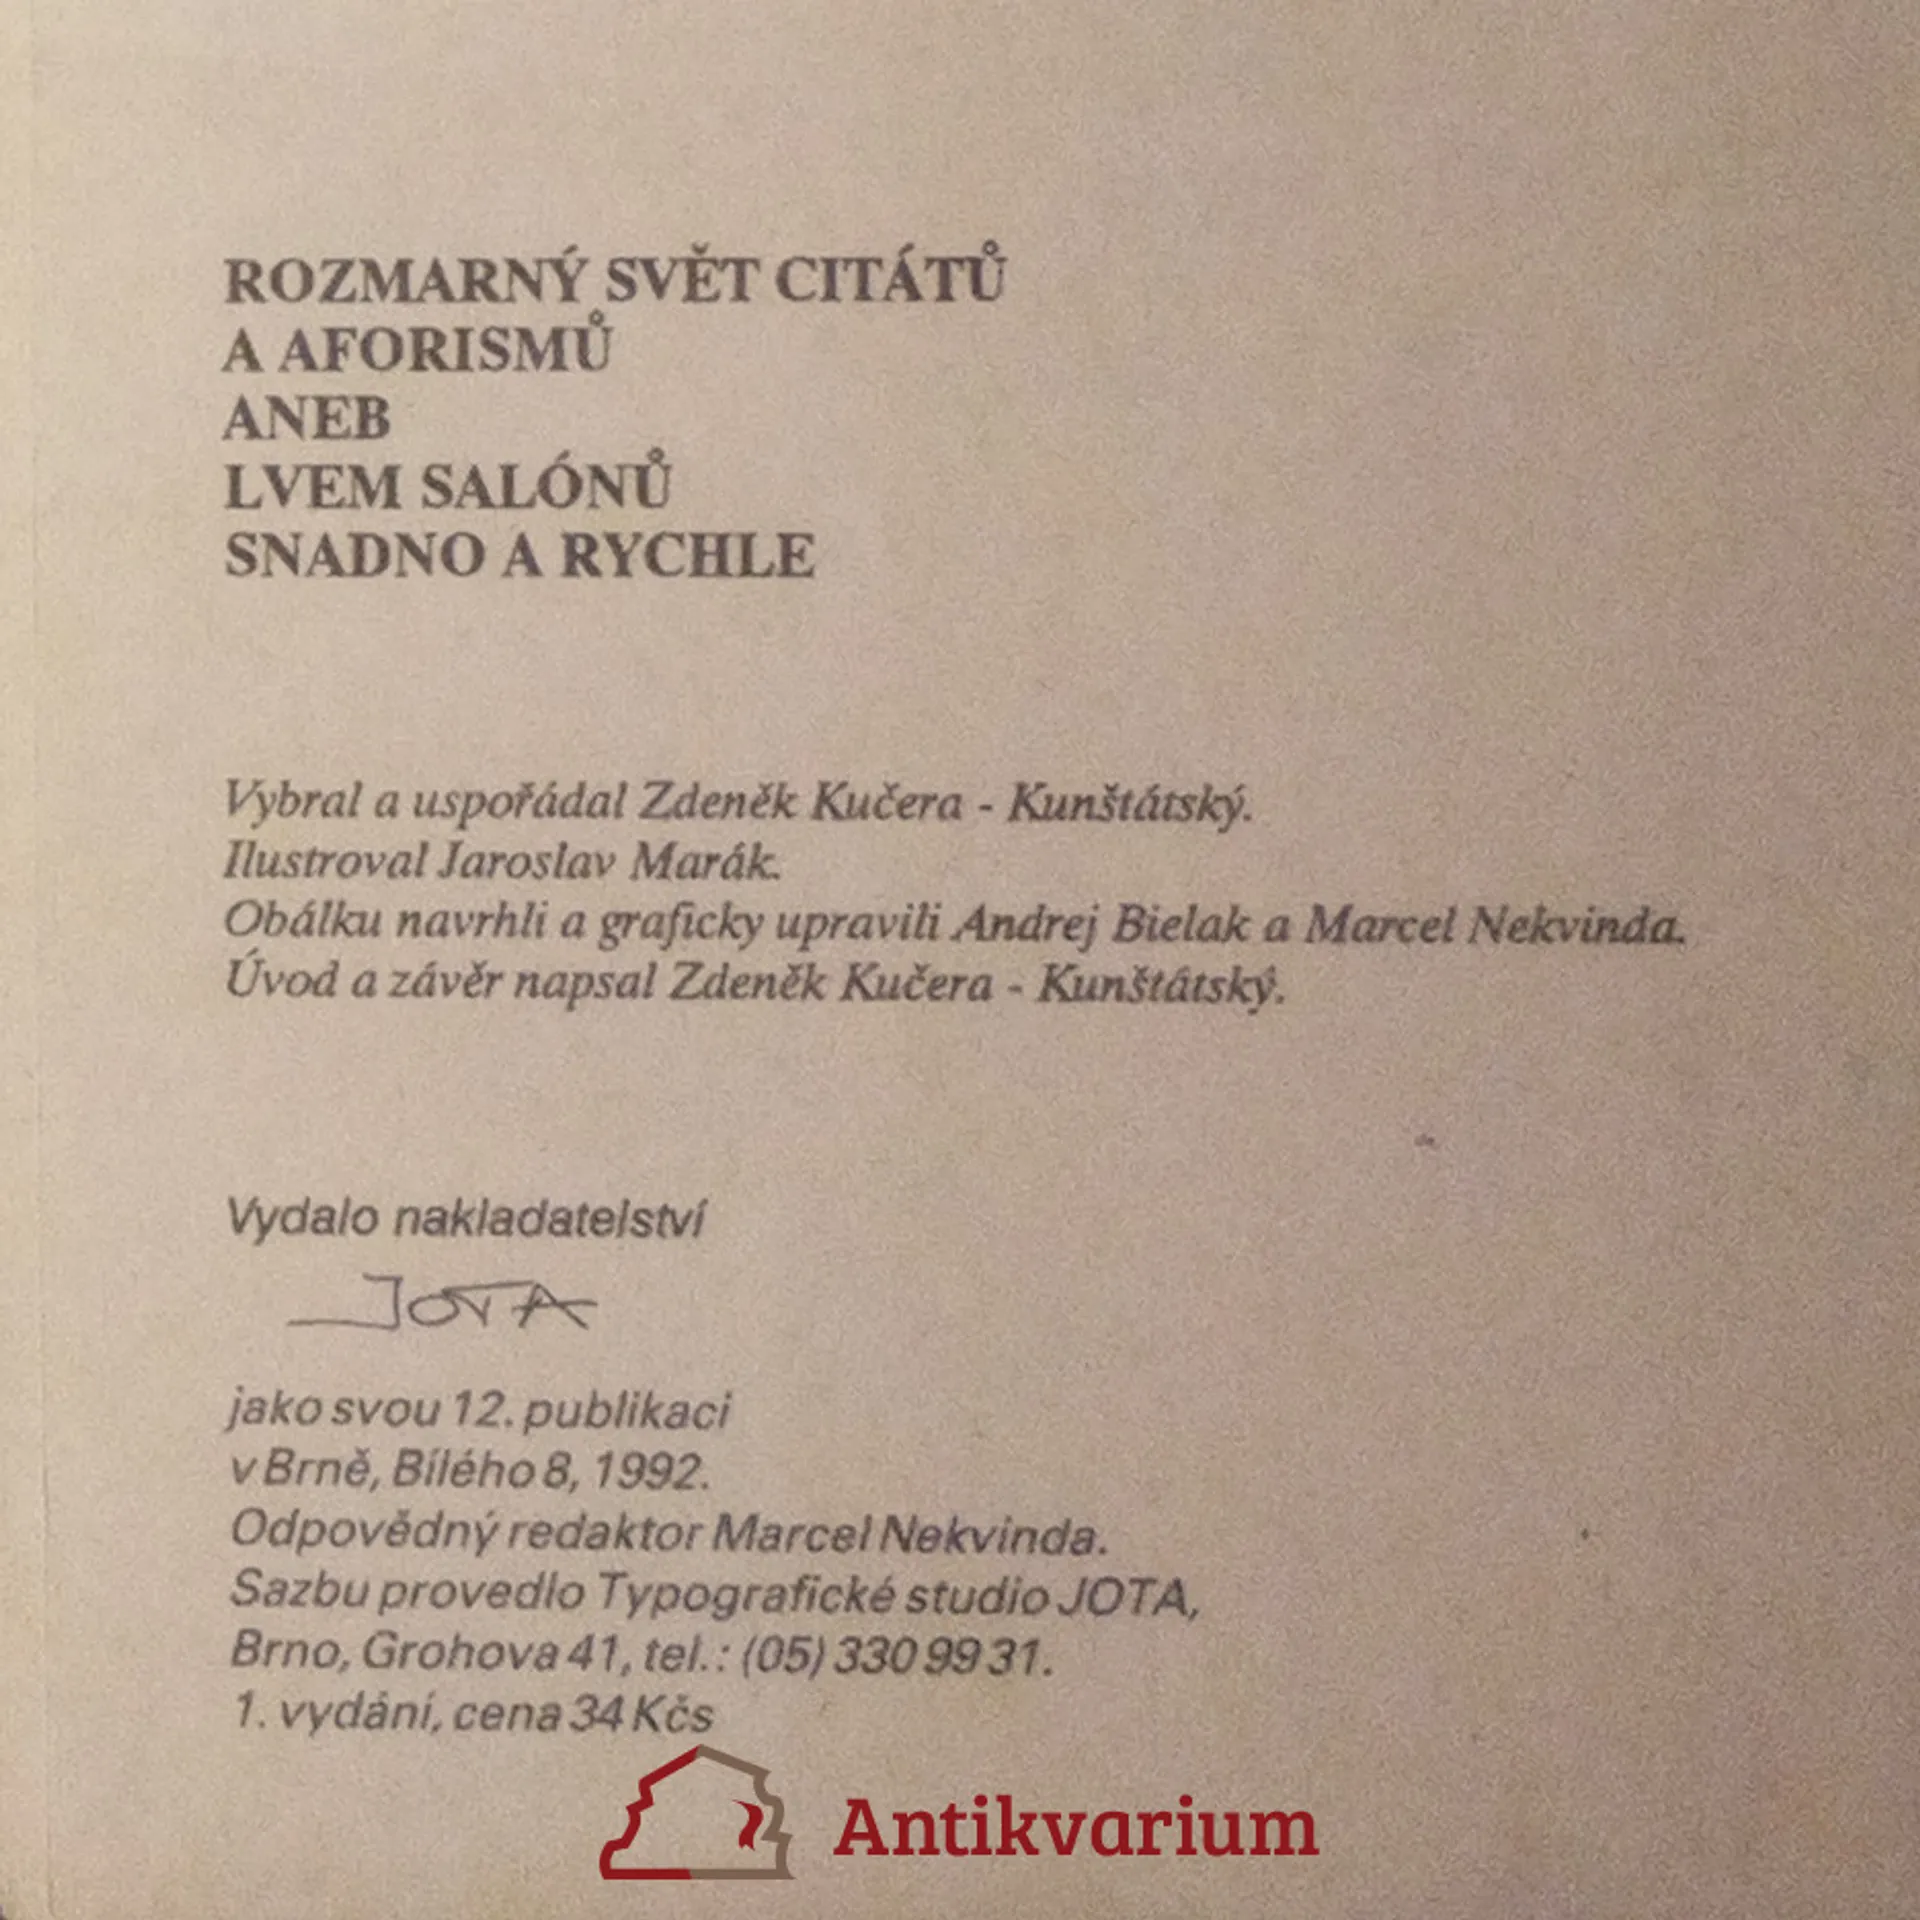 ROZMARNÝ SVĚT CITÁTŮ
A AFORISMŮ
ANEB
LVEM SALÓNŮ
SNADNO A RYCHLE
Vybral a uspořádal Zdeněk Kučera - Kunštátský.
Ilustroval Jaroslav Marák.
Obálku navrhli a graficky upravili Andrej Bielak a Marcel Nekvinda.
Úvod a závěr napsal Zdeněk Kučera - Kunštátský.
Vydalo nakladatelství
JOTA
jako svou 12. publikaci
v Brně, Bílého 8, 1992.
Odpovědný redaktor Marcel Nekvinda.
Sazbu provedlo Typografické studio JOTA,
Brno, Grohova 41, tel.: (05) 330 99 31.
1. vydání, cena 34 Kčs
Antikvarium